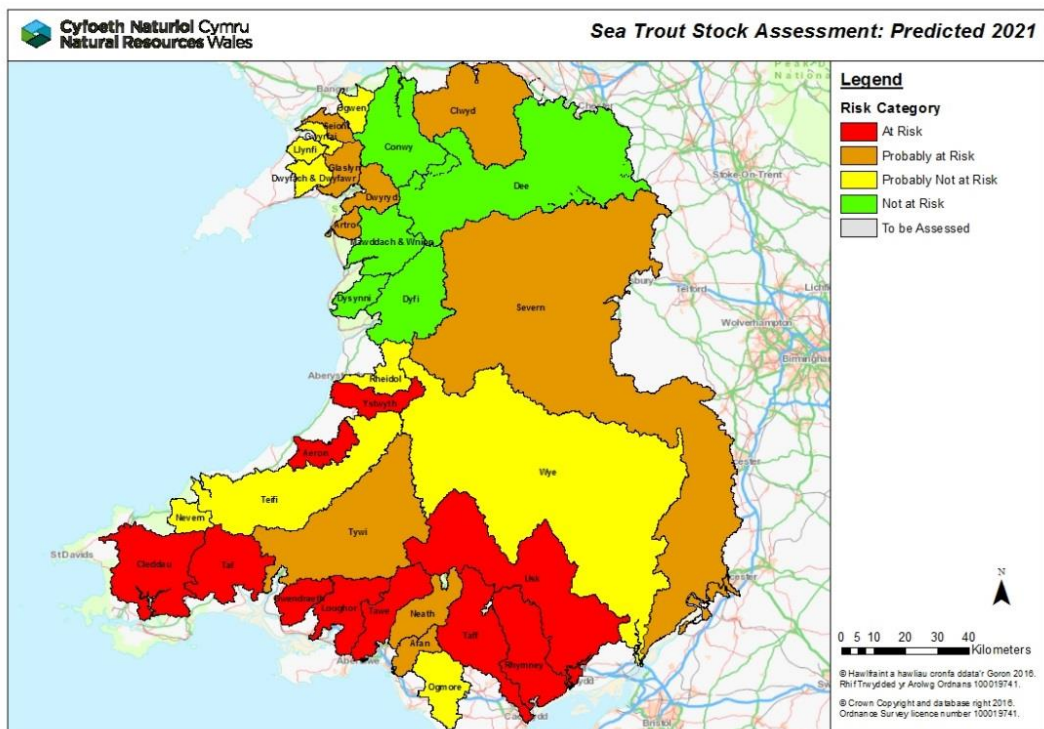 Cyfoeth Naturiol Cymru
Natural Resources Wales
Sea Trout Stock Assessment: Predicted 2021
Legend
Risk Category
At Risk
Probably at Risk
Probably Not at Risk
Not at Risk
To be Assessed
Bangor
Ogwen
Seiont
Gwyrfai
Llynfi
Glaslyn
Dwyfach & Dwyfawr
Dwyryd
Artro
Conwy
Clwyd
Chester
Dee
Stoke-On-Trent
Mawddach & Wnion
Dysynni
Dyfi
Severn
Telford
Wolverhampton
Rheidol
Ystwyth
Aeron
Wye
Teifi
Nevern
Tywi
St Davids
Cleddau
Taf
Usk
Gwendraeth
Loughor
Tawe
Neath
Afan
Taff
Rhymney
Ogmore
Bristol
N
0 5 10 20 30 40
Kilometers
© Hawlfraint a hawliau cronfa ddata'r Goron 2016.
Rhif Trwydded yr Arolwg Ordnans 100019741.
© Crown Copyright and database right 2016.
Ordnance Survey licence number 100019741.